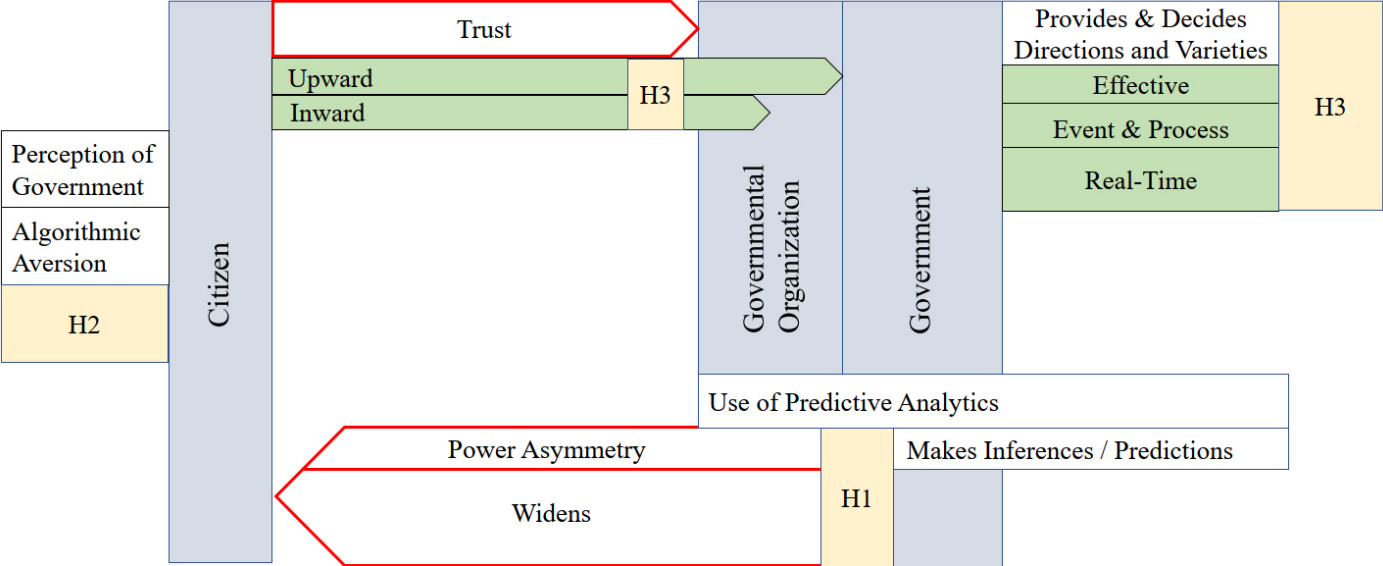 Trust
Provides & Decides
Directions and Varieties
Upward
Inward
H3
Effective
Event & Process
Real-Time
H3
Perception of
Government
Algorithmic
Aversion
H2
Citizen
Governmental
Organization
Government
Use of Predictive Analytics
Power Asymmetry
Makes Inferences / Predictions
Widens
H1